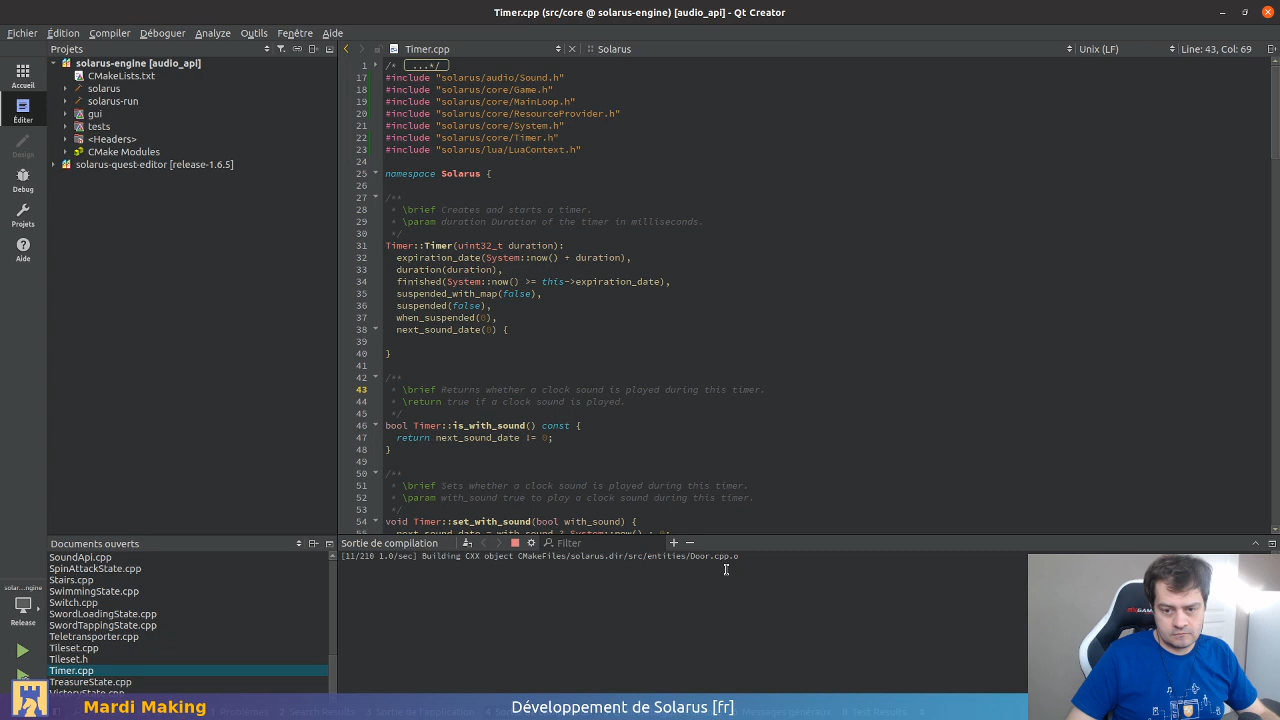 Timer.cpp (src/core @ solarus-engine) [audio_api] - Qt Creator
Fichier Édition Compiler Déboguer Analyze Outils Fenêtre Aide
Projets
Timer.cpp
Solarus
Unix (LF)
Line: 43, Col: 69
Accueil
Éditer
Design
Debug
Projets
Aide
solarus-engine [audio_api]
CMakeLists.txt
solarus
solarus-run
gui
tests
<Headers>
CMake Modules
solarus-quest-editor [release-1.6.5]
1 /* ...*/
17 #include "solarus/audio/Sound.h"
18 #include "solarus/core/Game.h"
19 #include "solarus/core/MainLoop.h"
20 #include "solarus/core/ResourceProvider.h"
21 #include "solarus/core/System.h"
22 #include "solarus/core/Timer.h"
23 #include "solarus/lua/LuaContext.h"
24
25 namespace Solarus {
26
27 /**
28 * \brief Creates and starts a timer.
29 * \param duration Duration of the timer in milliseconds.
30 */
31 Timer::Timer(uint32_t duration):
32 expiration_date(System::now() + duration),
33 duration(duration),
34 finished(System::now() >= this->expiration_date),
35 suspended_with_map(false),
36 suspended(false),
37 when_suspended(0),
38 next_sound_date(0) {
39
40 }
41
42 /**
43 * \brief Returns whether a clock sound is played during this timer.
44 * \return true if a clock sound is played.
45 */
46 bool Timer::is_with_sound() const {
47 return next_sound_date != 0;
48 }
49
50 /**
51 * \brief Sets whether a clock sound is played during this timer.
52 * \param with_sound true to play a clock sound during this timer.
53 */
54 void Timer::set_with_sound(bool with_sound) {
55 next_sound_date = with_sound ? System::now() : 0;
Documents ouverts
SoundApi.cpp
SpinAttackState.cpp
Stairs.cpp
SwimmingState.cpp
Switch.cpp
SwordLoadingState.cpp
SwordTappingState.cpp
Teletransporter.cpp
Tileset.cpp
Tileset.h
Timer.cpp
TreasureState.cpp
VictoryState.cpp
solar...ngine
Release
Sortie de compilation
Filter
[11/210 1.0/sec] Building CXX object CMakeFiles/solarus.dir/src/entities/Door.cpp.o
Mardi Making
Développement de Solarus [fr]